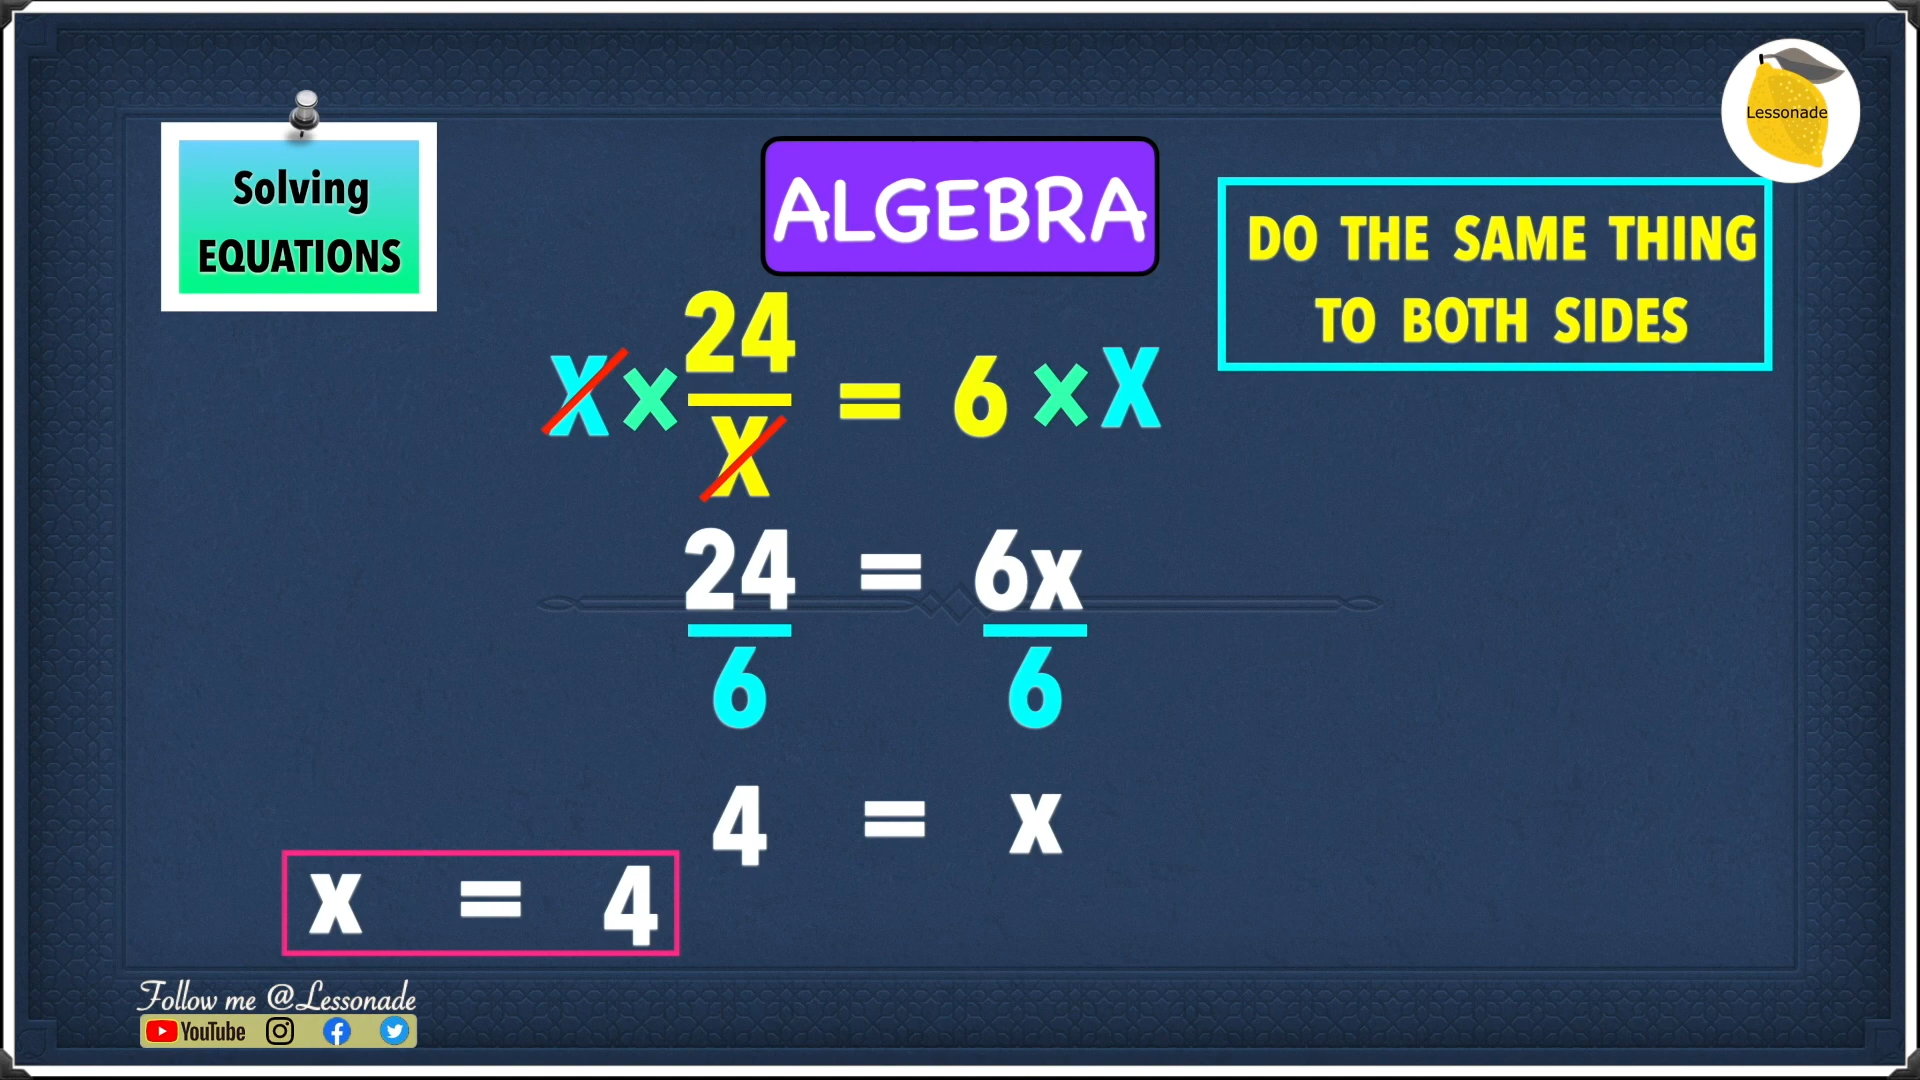 Solving
EQUATIONS
ALGEBRA
Lessonade
DO THE SAME THING
TO BOTH SIDES
X × 24/X = 6 × X
24/6 = 6x/6
4 = x
x = 4
Follow me @Lessonade
YouTube